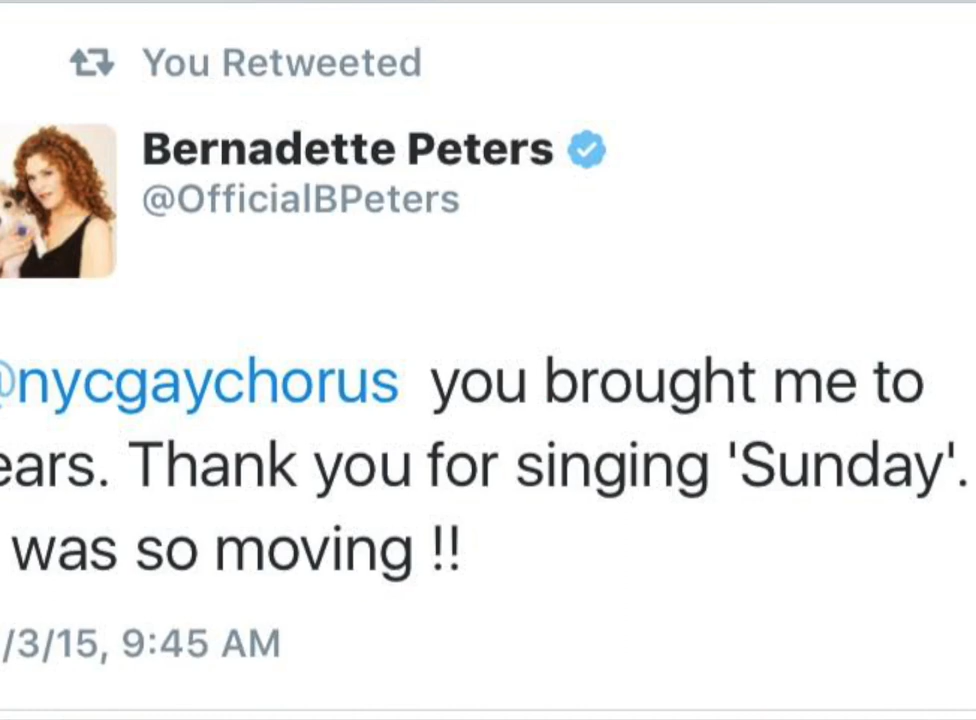 You Retweeted
Bernadette Peters
@OfficialBPeters
@nycgaychorus you brought me to
ears. Thank you for singing 'Sunday'.
was so moving !!
/3/15, 9:45 AM